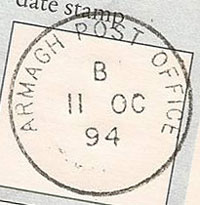 date stamp
ARMAGH POST OFFICE
B
11 OC
94